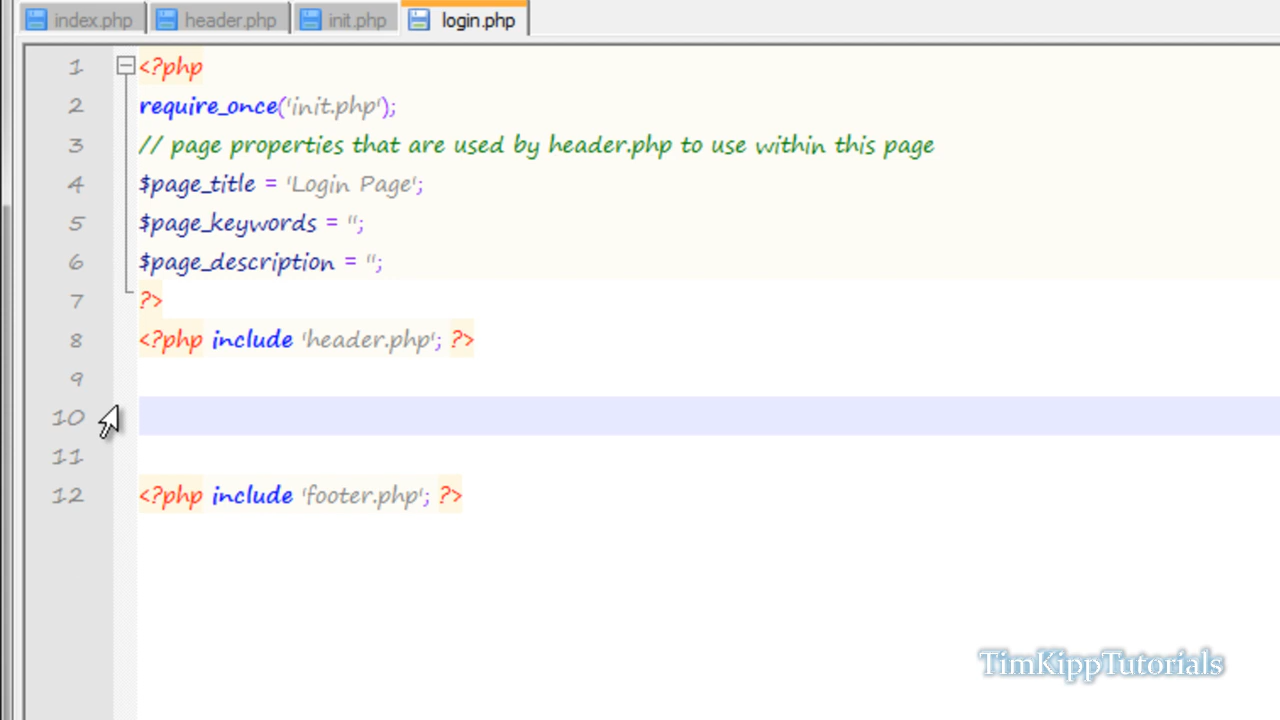 index.php header.php init.php login.php
1 <?php
2 require_once('init.php');
3 // page properties that are used by header.php to use within this page
4 $page_title = 'Login Page';
5 $page_keywords = '';
6 $page_description = '';
7 ?>
8 <?php include 'header.php'; ?>
9
10
11
12 <?php include 'footer.php'; ?>
TimKippTutorials